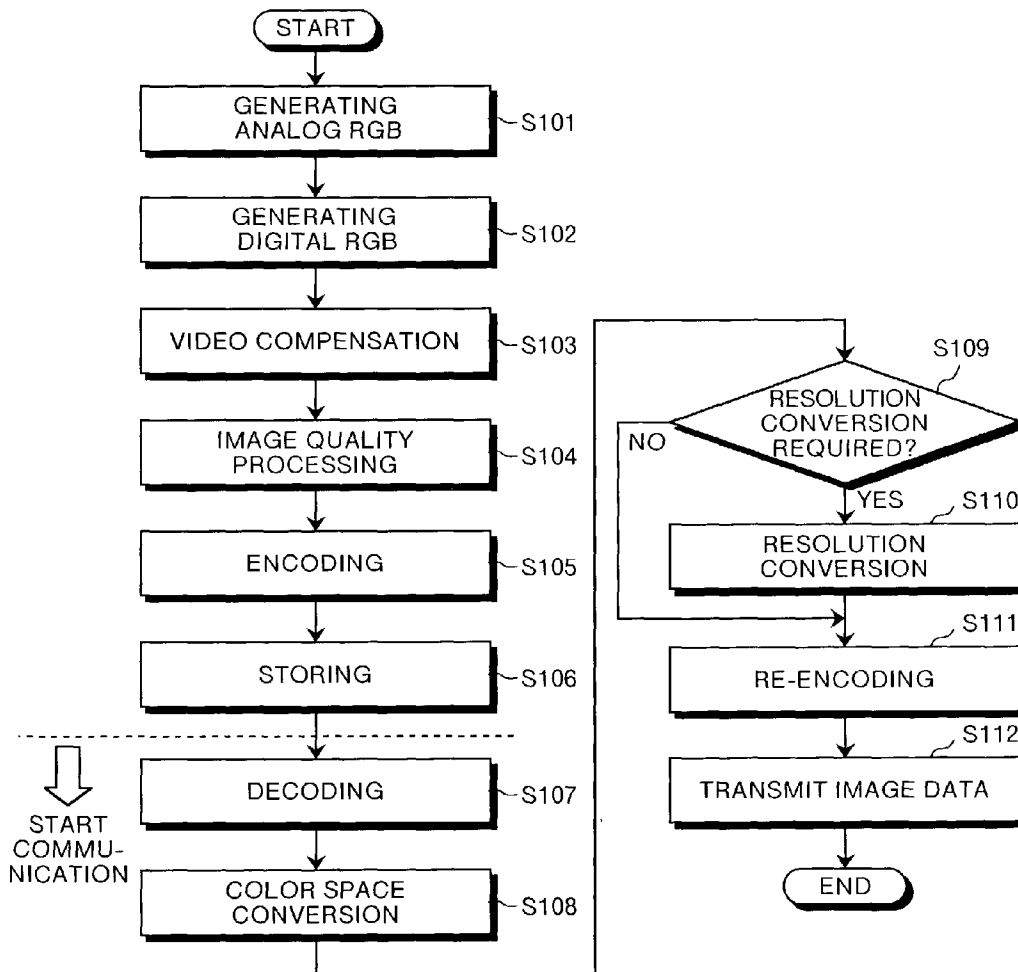 START
GENERATING
ANALOG RGB
S101
GENERATING
DIGITAL RGB
S102
VIDEO COMPENSATION
S103
IMAGE QUALITY
PROCESSING
S104
ENCODING
S105
STORING
S106
START
COMMU-
NICATION
DECODING
S107
COLOR SPACE
CONVERSION
S108
S109
RESOLUTION
CONVERSION
REQUIRED?
NO
YES
S110
RESOLUTION
CONVERSION
S111
RE-ENCODING
S112
TRANSMIT IMAGE DATA
END